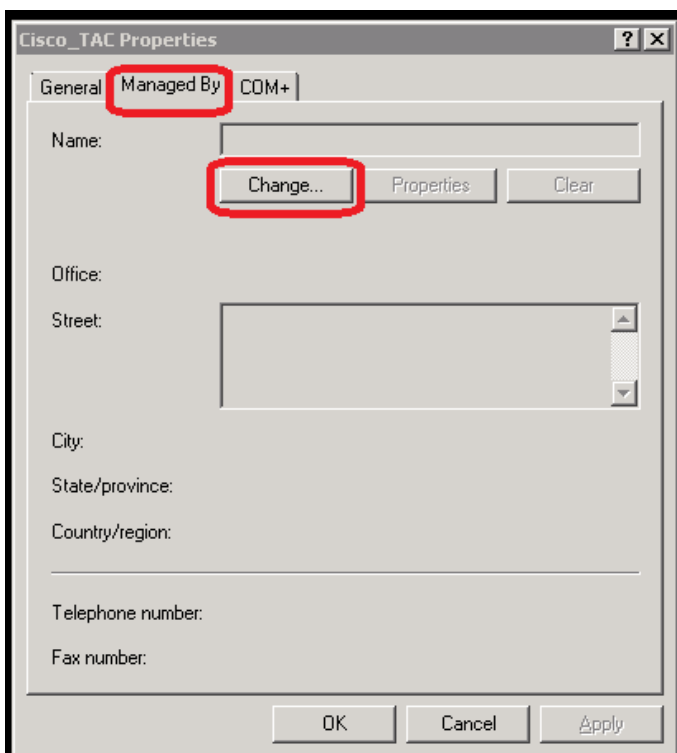 Cisco_TAC Properties ? X
General Managed By COM+
Name:
Change... Properties Clear
Office:
Street:
City:
State/province:
Country/region:
Telephone number:
Fax number:
OK Cancel Apply